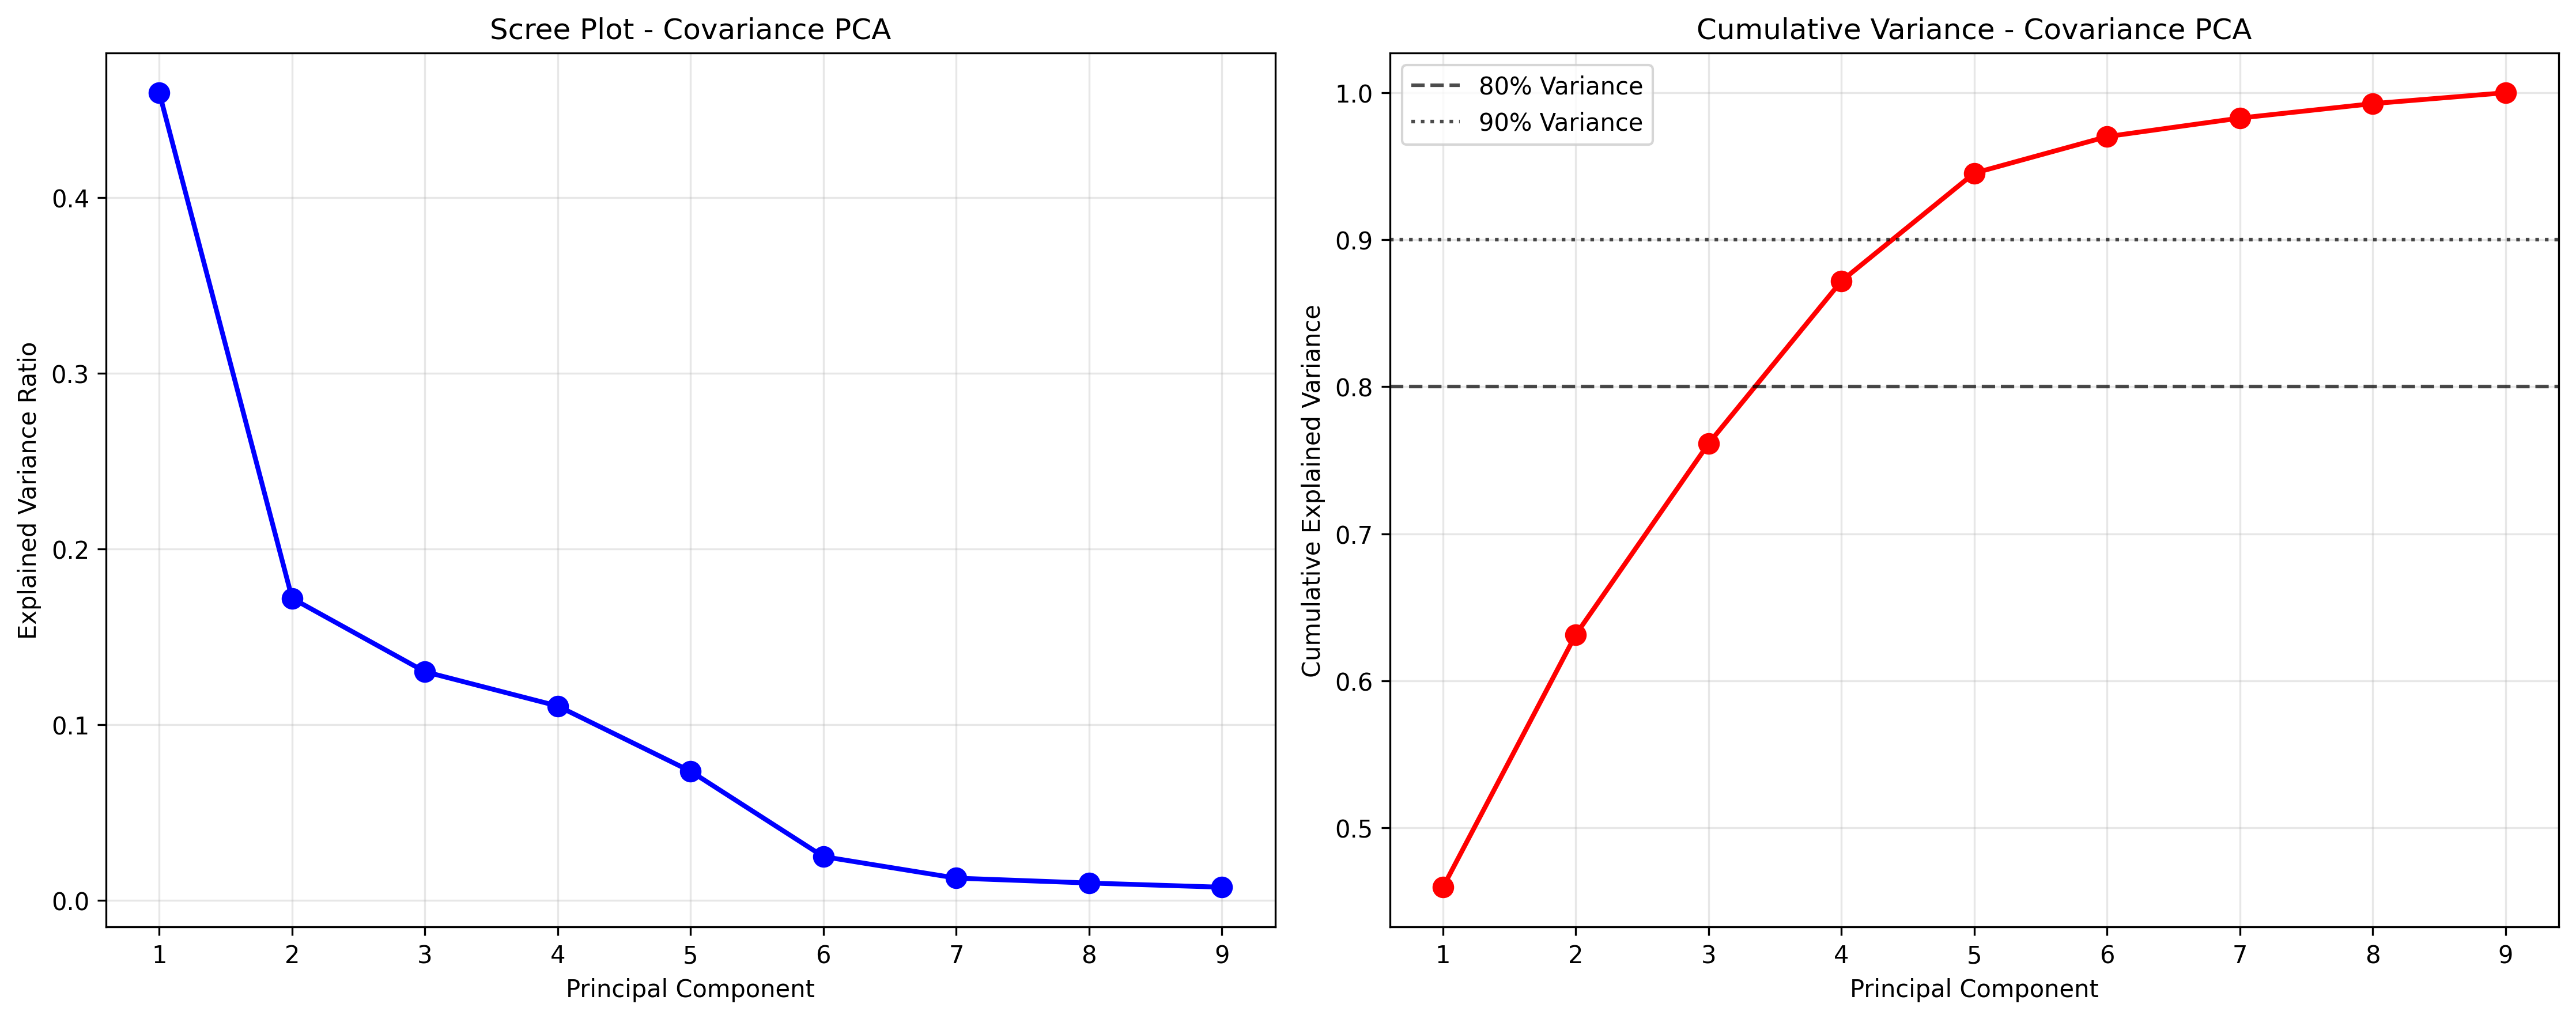 Scree Plot - Covariance PCA
Explained Variance Ratio
0.4
0.3
0.2
0.1
0.0
1 2 3 4 5 6 7 8 9
Principal Component
Cumulative Variance - Covariance PCA
80% Variance
90% Variance
Cumulative Explained Variance
1.0
0.9
0.8
0.7
0.6
0.5
1 2 3 4 5 6 7 8 9
Principal Component